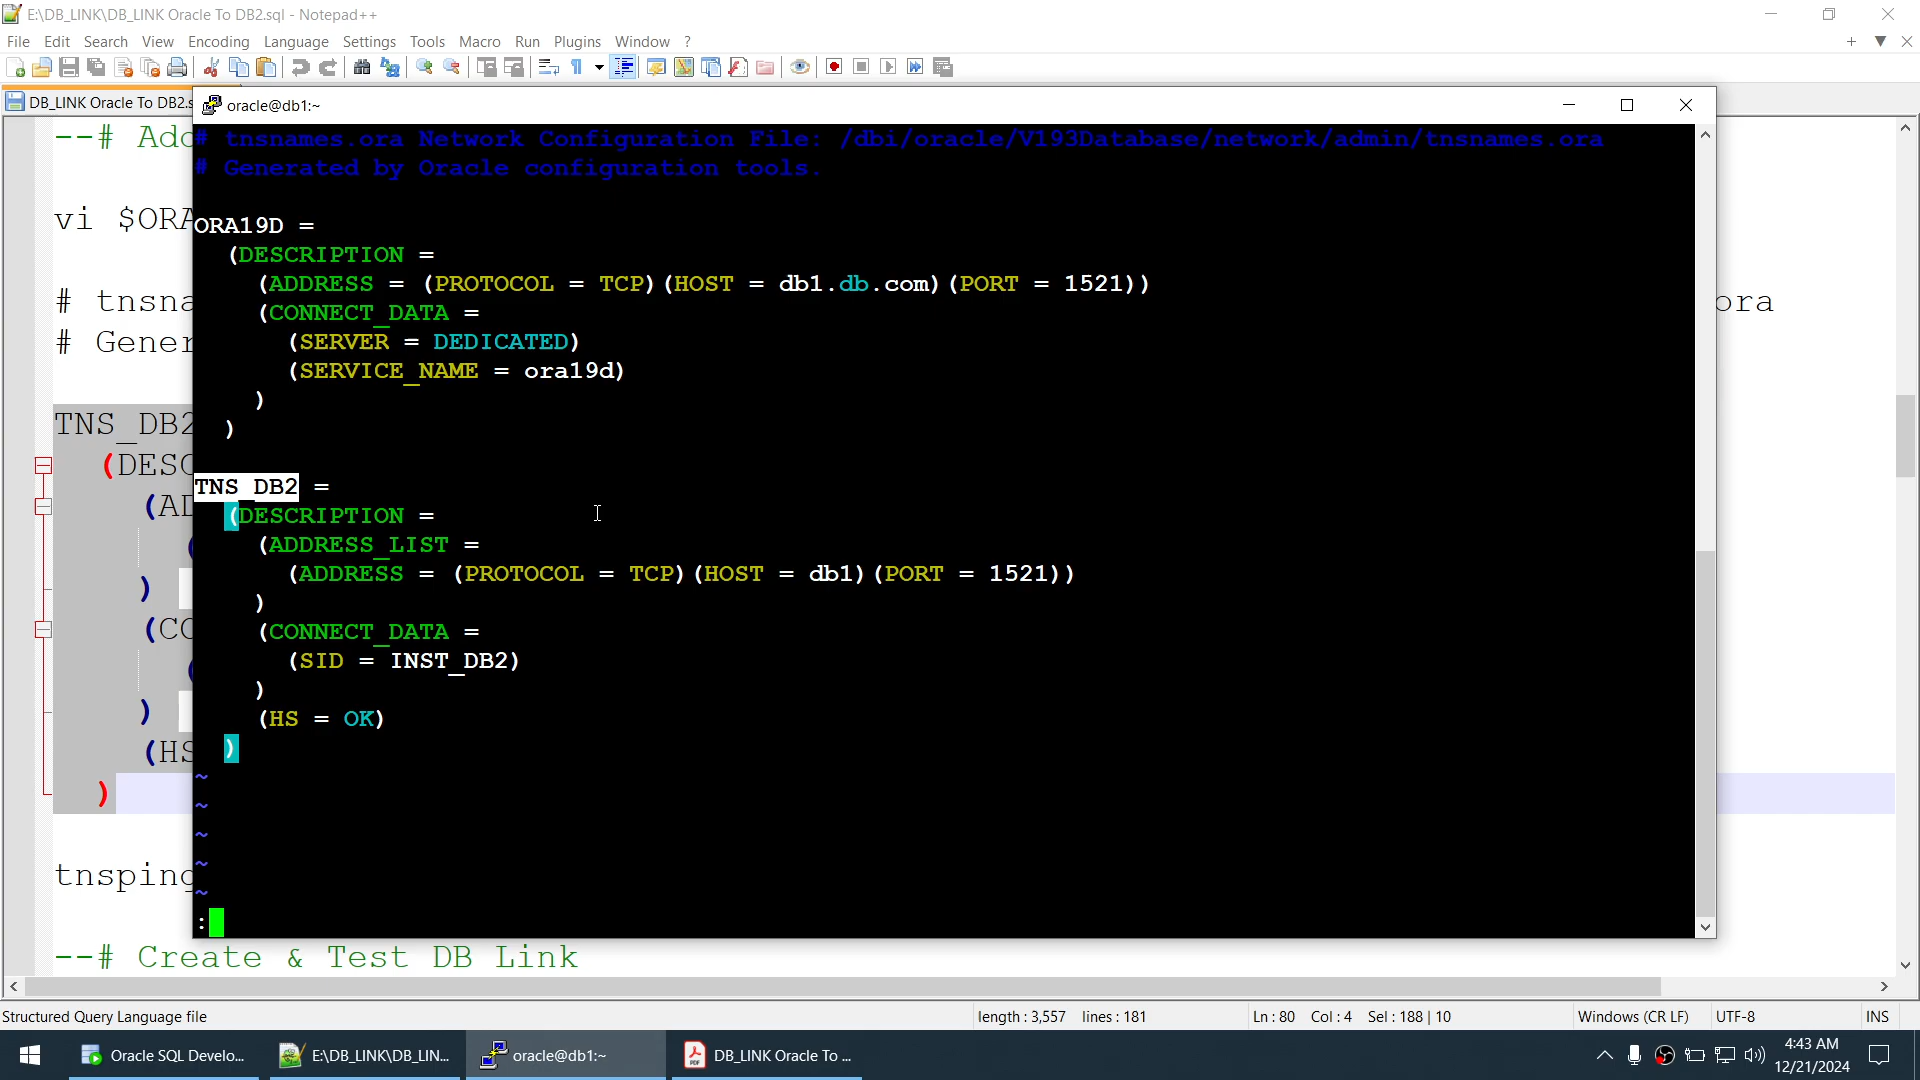 E:\DB_LINK\DB_LINK Oracle To DB2.sql - Notepad++
File Edit Search View Encoding Language Settings Tools Macro Run Plugins Window ?
DB_LINK Oracle To DB2.s
oracle@db1:~
--# Add
# tnsnames.ora Network Configuration File: /dbi/oracle/V193Database/network/admin/tnsnames.ora
# Generated by Oracle configuration tools.
vi $ORA
ORA19D =
(DESCRIPTION =
(ADDRESS = (PROTOCOL = TCP)(HOST = db1.db.com)(PORT = 1521))
# tnsna
ora
(CONNECT_DATA =
# Gener
(SERVER = DEDICATED)
(SERVICE_NAME = ora19d)
)
)
TNS_DB2
(DESC
TNS_DB2 =
(AD
(DESCRIPTION =
(ADDRESS_LIST =
(
(ADDRESS = (PROTOCOL = TCP)(HOST = db1)(PORT = 1521))
)
)
(CO
(CONNECT_DATA =
(
(SID = INST_DB2)
)
)
(HS
(HS = OK)
)
)
~
~
~
~
~
tnsping
:
--# Create & Test DB Link
Structured Query Language file
length : 3,557 lines : 181
Ln : 80 Col : 4 Sel : 188 | 10
Windows (CR LF)
UTF-8
INS
Oracle SQL Develo...
E:\DB_LINK\DB_LIN...
oracle@db1:~
DB_LINK Oracle To ...
4:43 AM
12/21/2024